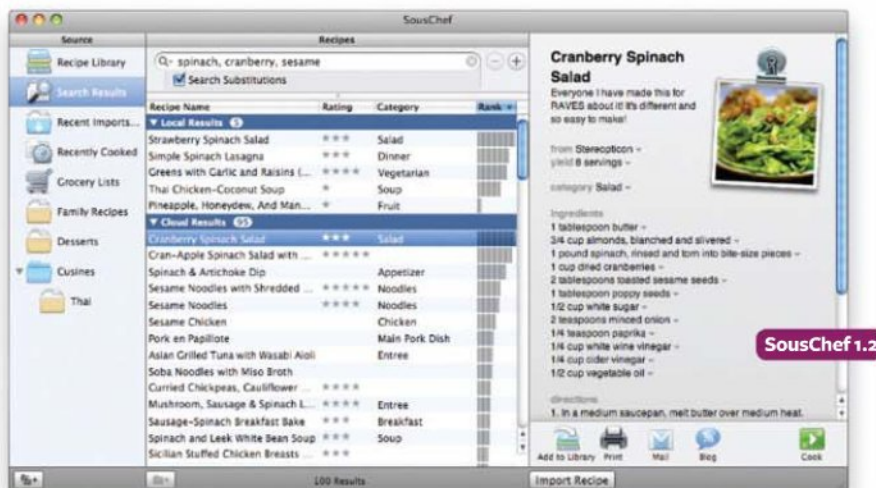 SousChef
Source
Recipe Library
Search Results
Recent Imports...
Recently Cooked
Grocery Lists
Family Recipes
Desserts
Cusines
Thai
Recipes
spinach, cranberry, sesame
Search Substitutions
Recipe Name Rating Category Rank
Local Results 5
Strawberry Spinach Salad *** Salad
Simple Spinach Lasagna *** Dinner
Greens with Garlic and Raisins (... **** Vegetarian
Thai Chicken-Coconut Soup * Soup
Pineapple, Honeydew, And Man... * Fruit
Cloud Results 95
Cranberry Spinach Salad *** Salad
Cran-Apple Spinach Salad with ... *****
Spinach & Artichoke Dip Appetizer
Sesame Noodles with Shredded ... ***** Noodles
Sesame Noodles **** Noodles
Sesame Chicken Chicken
Pork en Papillote Main Pork Dish
Asian Grilled Tuna with Wasabi Aioli Entree
Soba Noodles with Miso Broth
Curried Chickpeas, Cauliflower ... ****
Mushroom, Sausage & Spinach L... **** Entree
Sausage-Spinach Breakfast Bake *** Breakfast
Spinach and Leek White Bean Soup *** Soup
Sicilian Stuffed Chicken Breasts ... ***
100 Results
Cranberry Spinach
Salad
Everyone I have made this for
RAVES about it! It's different and
so easy to make!
from Stereopticon
yield 8 servings
category Salad
ingredients
1 tablespoon butter
3/4 cup almonds, blanched and slivered
1 pound spinach, rinsed and torn into bite-size pieces
1 cup dried cranberries
2 tablespoons toasted sesame seeds
1 tablespoon poppy seeds
1/2 cup white sugar
2 teaspoons minced onion
1/4 teaspoon paprika
1/4 cup white wine vinegar
1/4 cup cider vinegar
1/2 cup vegetable oil
directions
1. In a medium saucepan, melt butter over medium heat.
Add to Library Print Mail Blog Cook
Import Recipe
SousChef 1.2